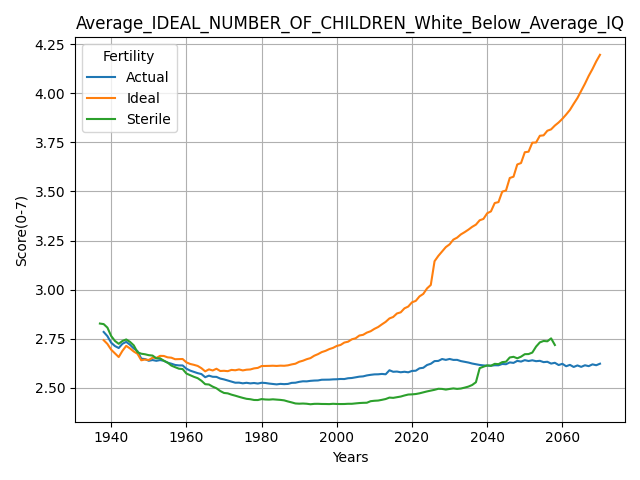 Average_IDEAL_NUMBER_OF_CHILDREN_White_Below_Average_IQ
Fertility
Actual
Ideal
Sterile
4.25
4.00
3.75
3.50
3.25
3.00
2.75
2.50
Score(0-7)
1940 1960 1980 2000 2020 2040 2060
Years